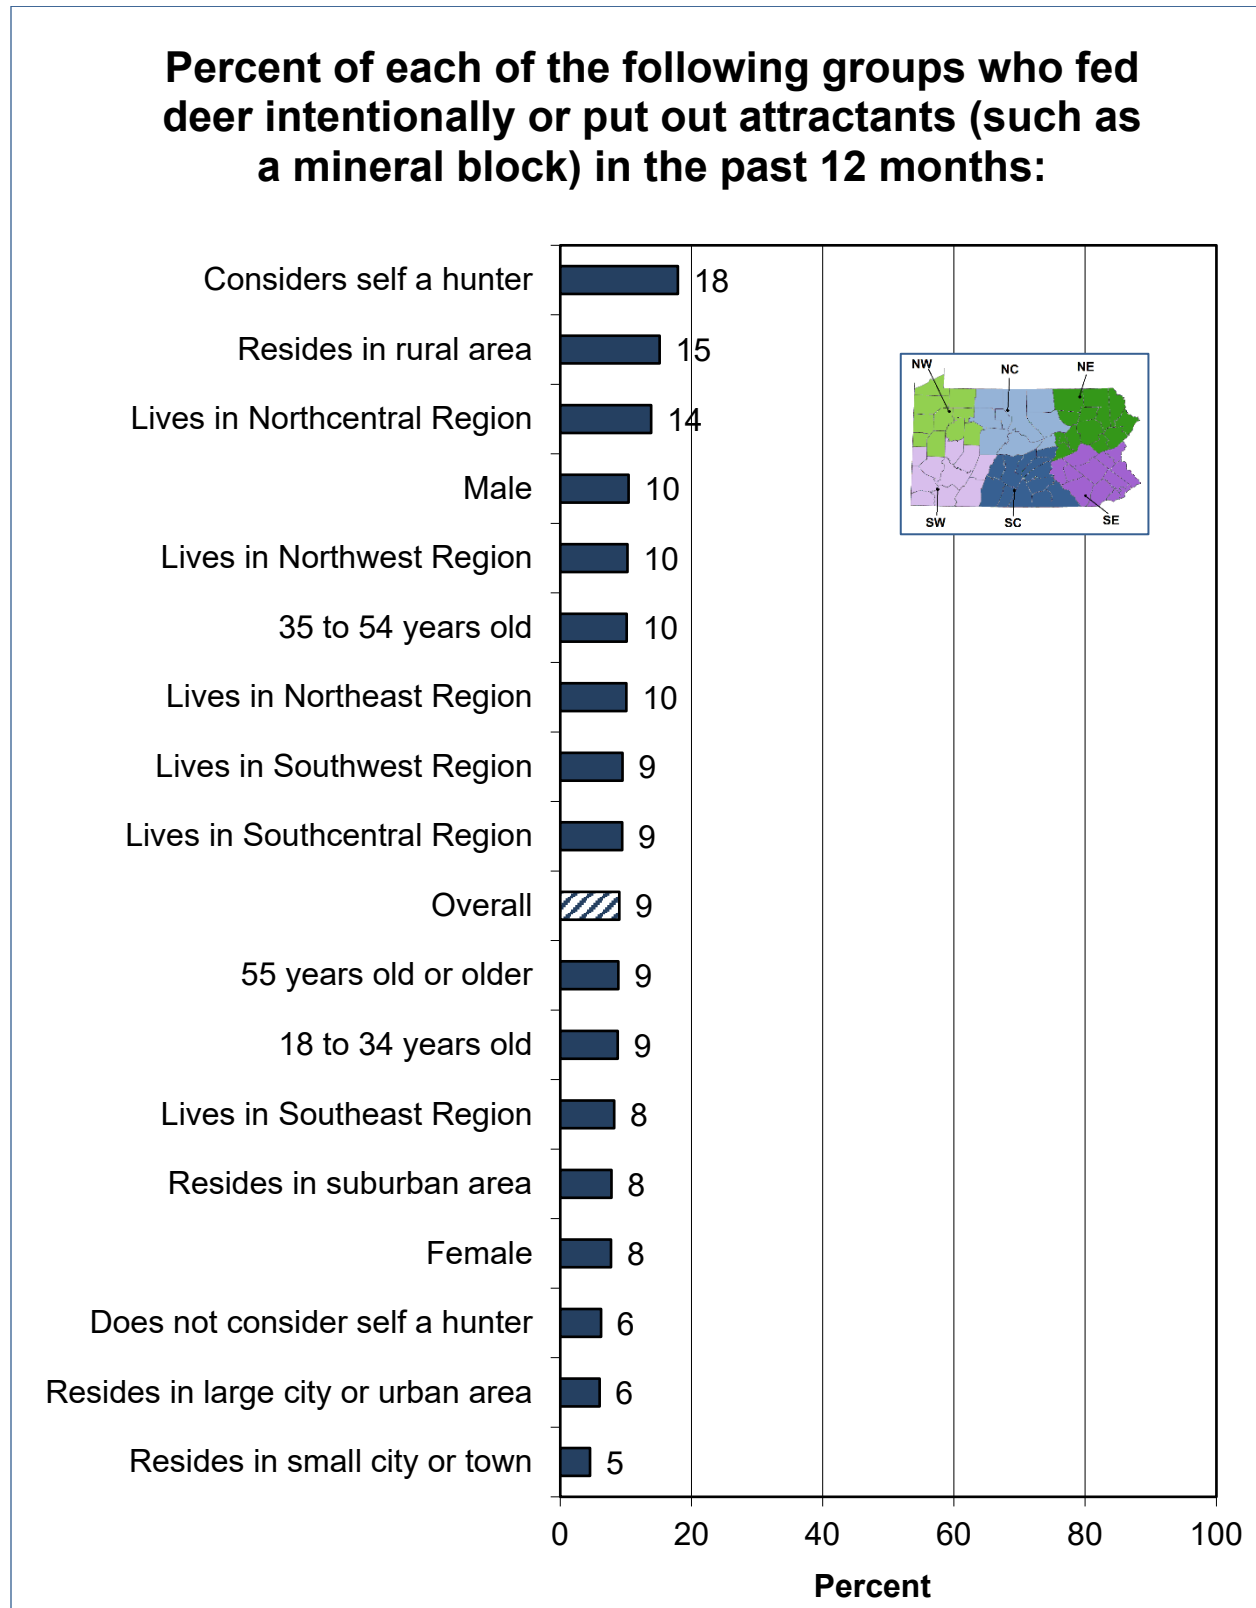 Percent of each of the following groups who fed
deer intentionally or put out attractants (such as
a mineral block) in the past 12 months:
Considers self a hunter 18
Resides in rural area 15
Lives in Northcentral Region 14
Male 10
Lives in Northwest Region 10
35 to 54 years old 10
Lives in Northeast Region 10
Lives in Southwest Region 9
Lives in Southcentral Region 9
Overall 9
55 years old or older 9
18 to 34 years old 9
Lives in Southeast Region 8
Resides in suburban area 8
Female 8
Does not consider self a hunter 6
Resides in large city or urban area 6
Resides in small city or town 5
0 20 40 60 80 100
Percent
NW NC NE
SW SC SE